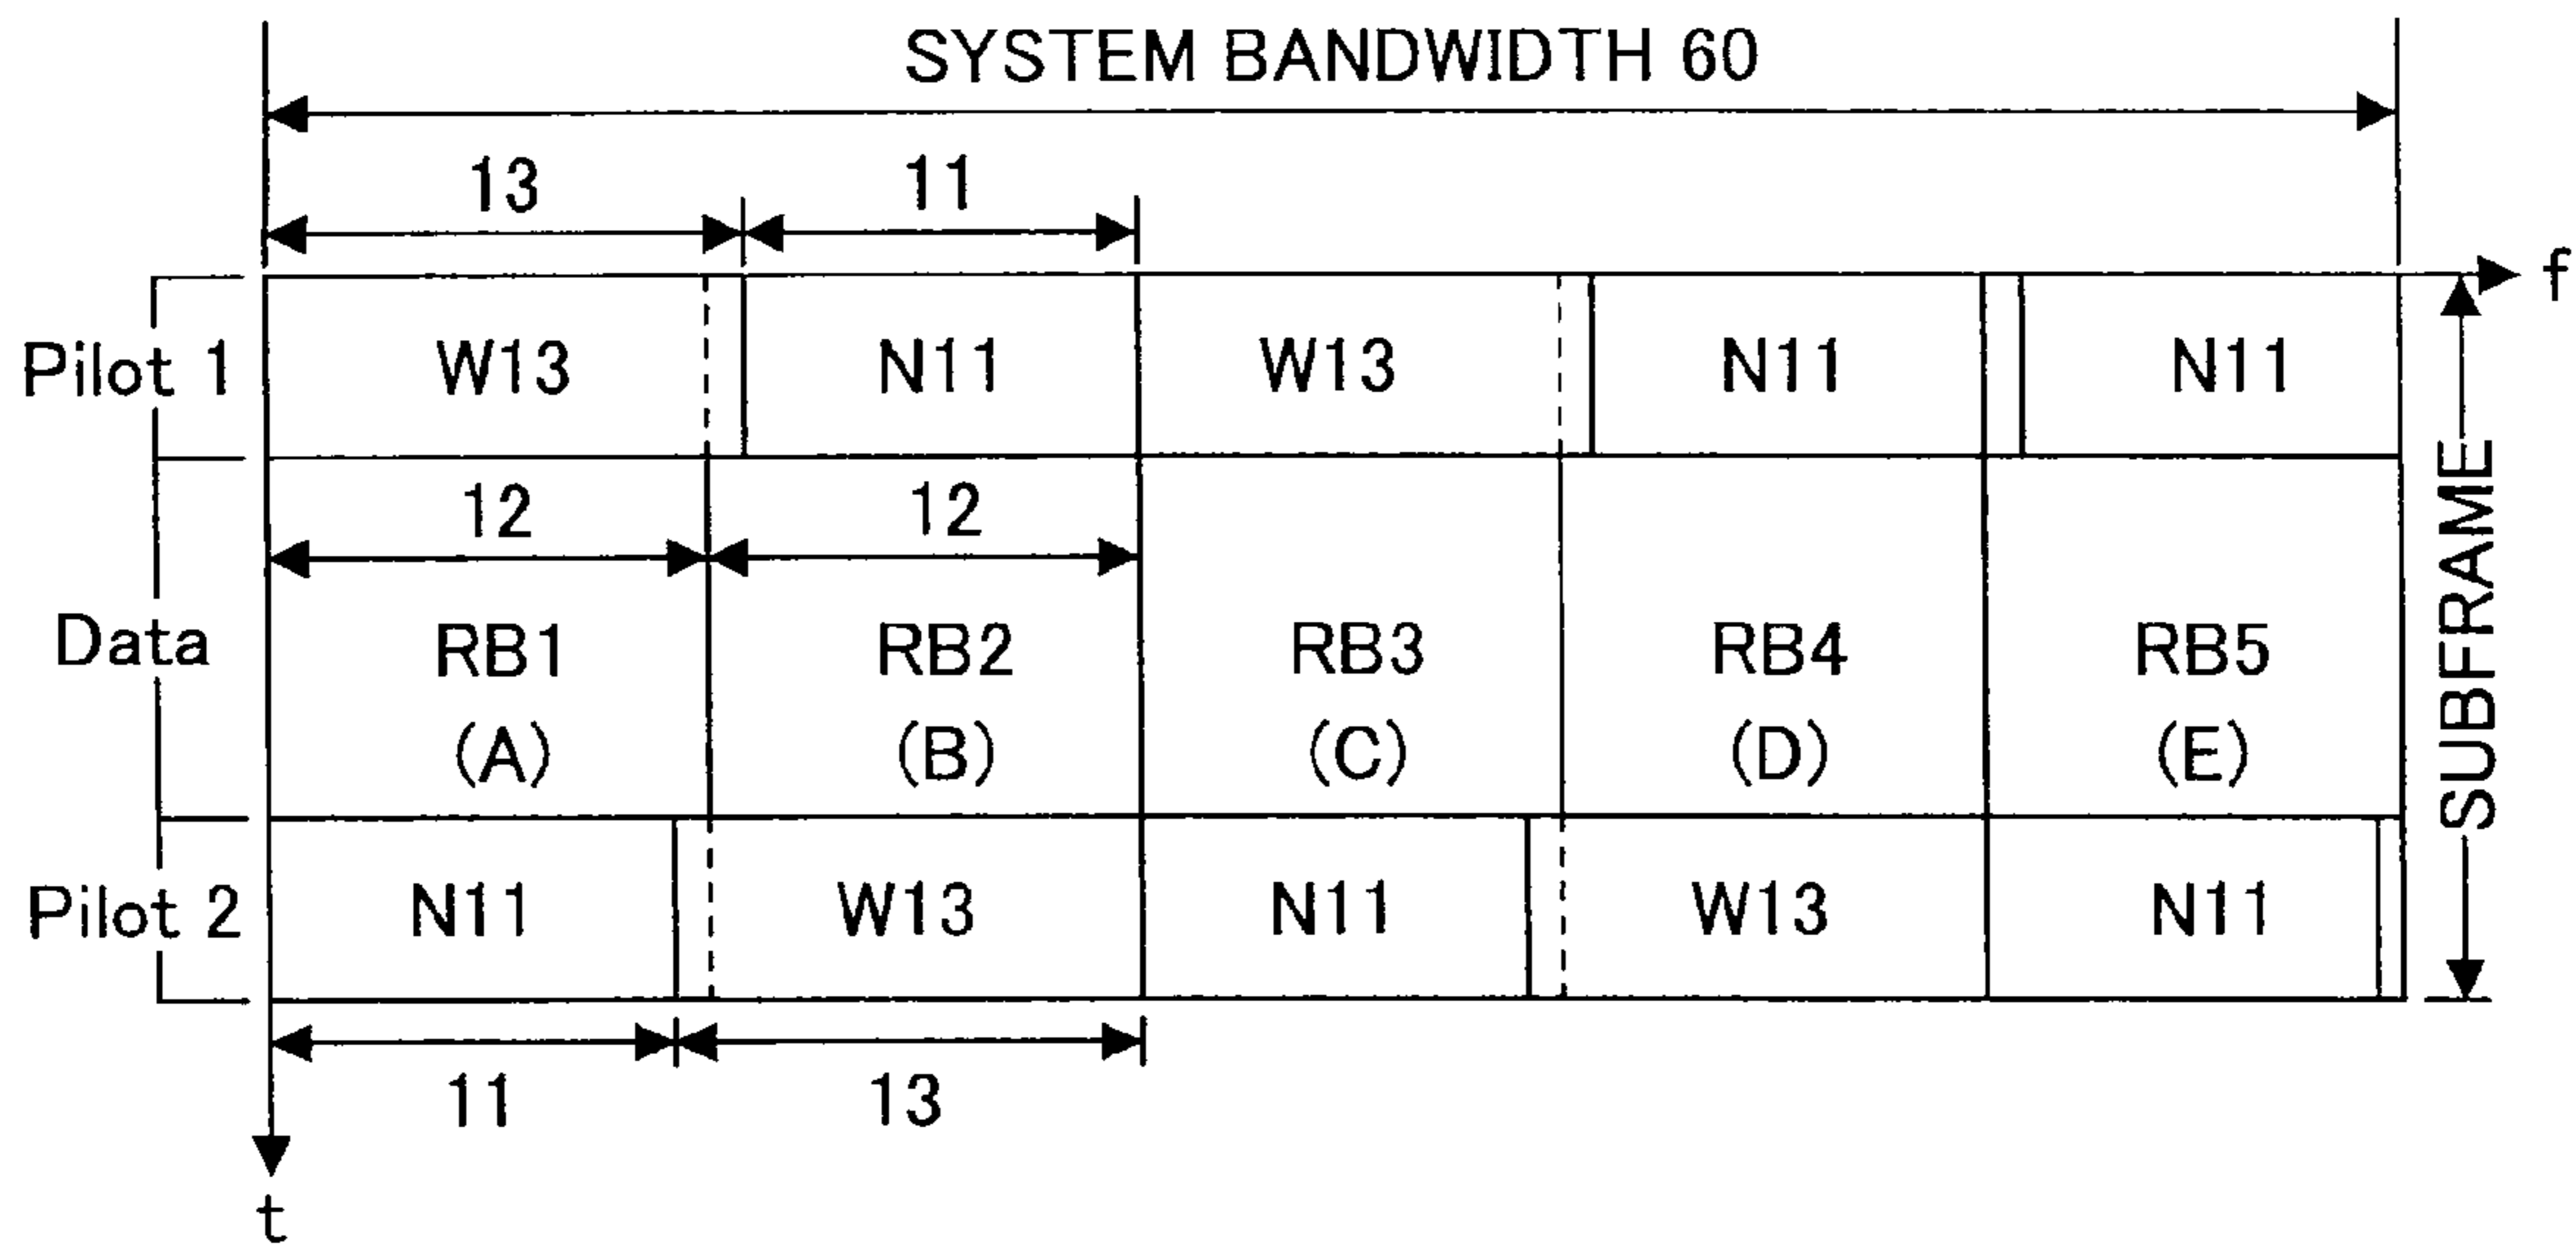 SYSTEM BANDWIDTH 60
13 11
f
Pilot 1 W13 N11 W13 N11 N11
12 12
Data RB1 RB2 RB3 RB4 RB5
(A) (B) (C) (D) (E)
SUBFRAME
Pilot 2 N11 W13 N11 W13 N11
11 13
t